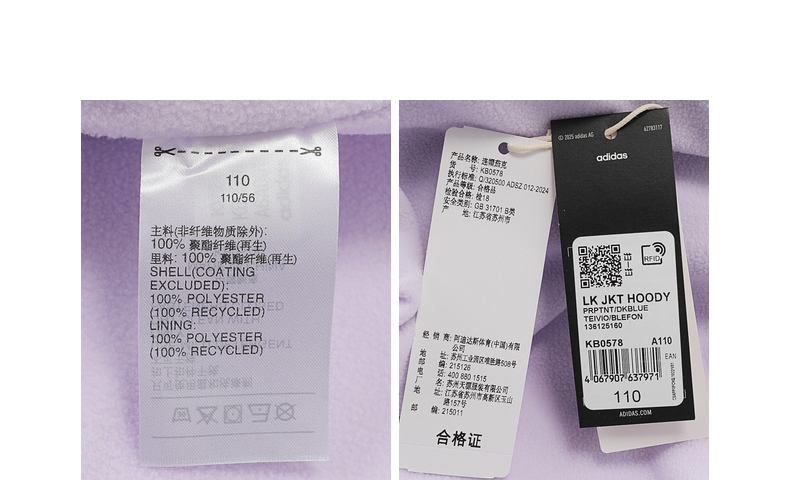 110
110/56
主料(非纤维物质除外):
100% 聚酯纤维(再生)
里料: 100% 聚酯纤维(再生)
SHELL(COATING
EXCLUDED):
100% POLYESTER
(100% RECYCLED)
LINING:
100% POLYESTER
(100% RECYCLED)
产品名称: 连帽茄克
货 号: KB0578
执行标准: Q/320500 ADSZ 012-2024
产品等级: 合格品
检验合格: 检18
安全类别: GB 31701 B类
产 地: 江苏省苏州市
经 销 商: 阿迪达斯体育(中国)有限
公司
地 址: 苏州工业园区唯胜路508号
邮 编: 215126
电 话: 400 880 1515
厂 名: 苏州天源服装有限公司
地 址: 江苏省苏州市高新区玉山
路157号
邮 编: 215011
合格证
© 2025 adidas AG
62783117
adidas
RFID
LK JKT HOODY
PRPTNT/DKBLUE
TEIVIO/BLEFON
136125160
KB0578 A110
EAN
4 067907 637971
110
ADIDAS.COM